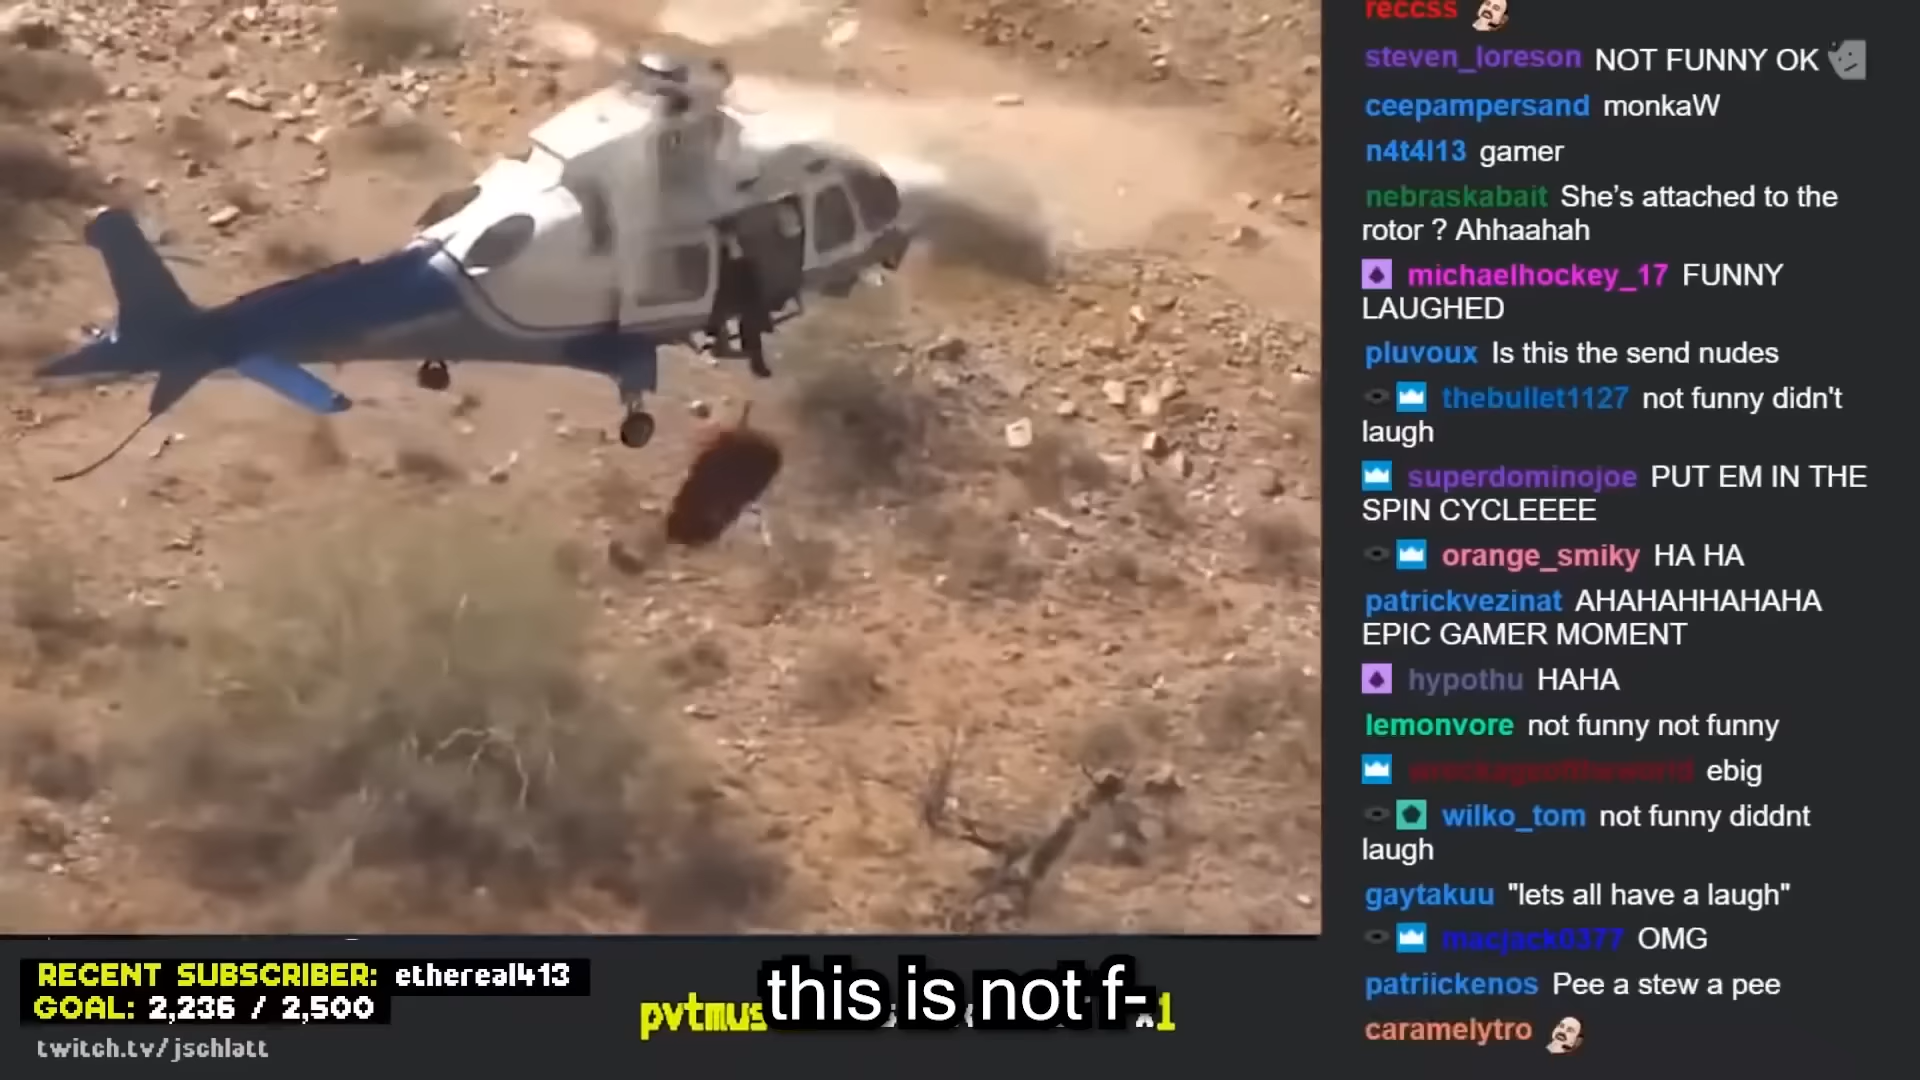 reccss
steven_loreson NOT FUNNY OK
ceepampersand monkaW
n4t4l13 gamer
nebraskabait She's attached to the
rotor ? Ahhaahah
michaelhockey_17 FUNNY
LAUGHED
pluvoux Is this the send nudes
thebullet1127 not funny didn't
laugh
superdominojoe PUT EM IN THE
SPIN CYCLEEEE
orange_smiky HA HA
patrickvezinat AHAHAHHAHAHA
EPIC GAMER MOMENT
hypothu HAHA
lemonvore not funny not funny
wreckageoftheworld ebig
wilko_tom not funny diddnt
laugh
gaytakuu "lets all have a laugh"
macjack0377 OMG
patriickenos Pee a stew a pee
caramelytro
RECENT SUBSCRIBER: ethereal413
GOAL: 2,236 / 2,500
twitch.tv/jschlatt
this is not f-